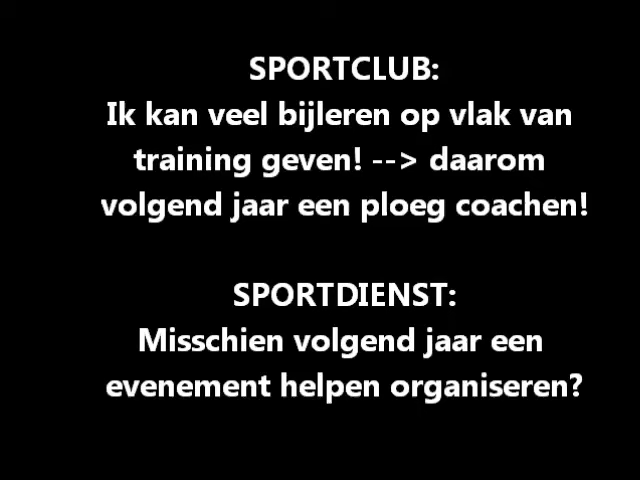 SPORTCLUB:
Ik kan veel bijleren op vlak van
training geven! --> daarom
volgend jaar een ploeg coachen!
SPORTDIENST:
Misschien volgend jaar een
evenement helpen organiseren?